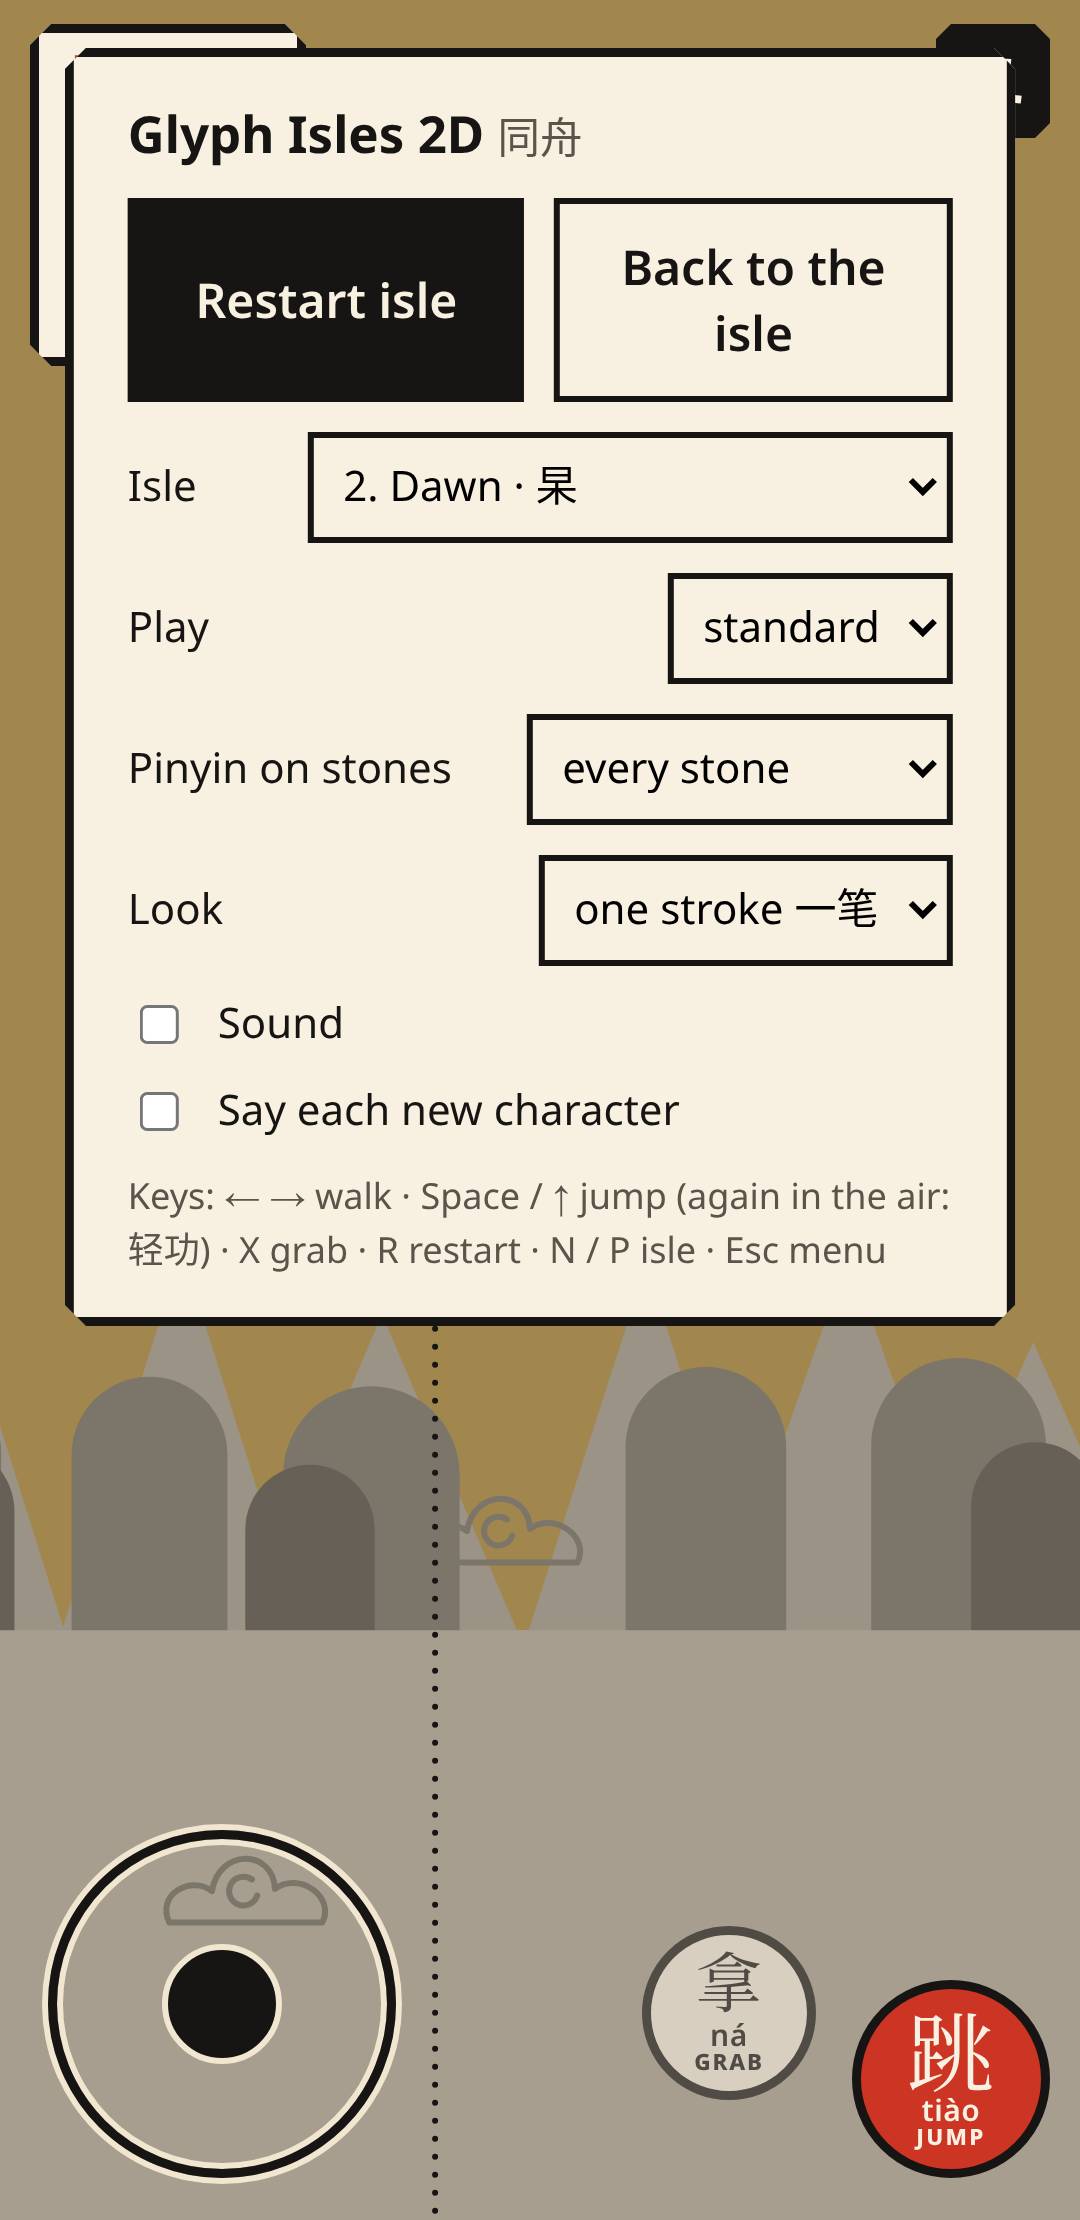 Glyph Isles 2D 同舟
Restart isle
Back to the
isle
Isle
2. Dawn · 杲
Play
standard
Pinyin on stones
every stone
Look
one stroke 一笔
Sound
Say each new character
Keys: ← → walk · Space / ↑ jump (again in the air:
轻功) · X grab · R restart · N / P isle · Esc menu
拿
ná
GRAB
跳
tiào
JUMP